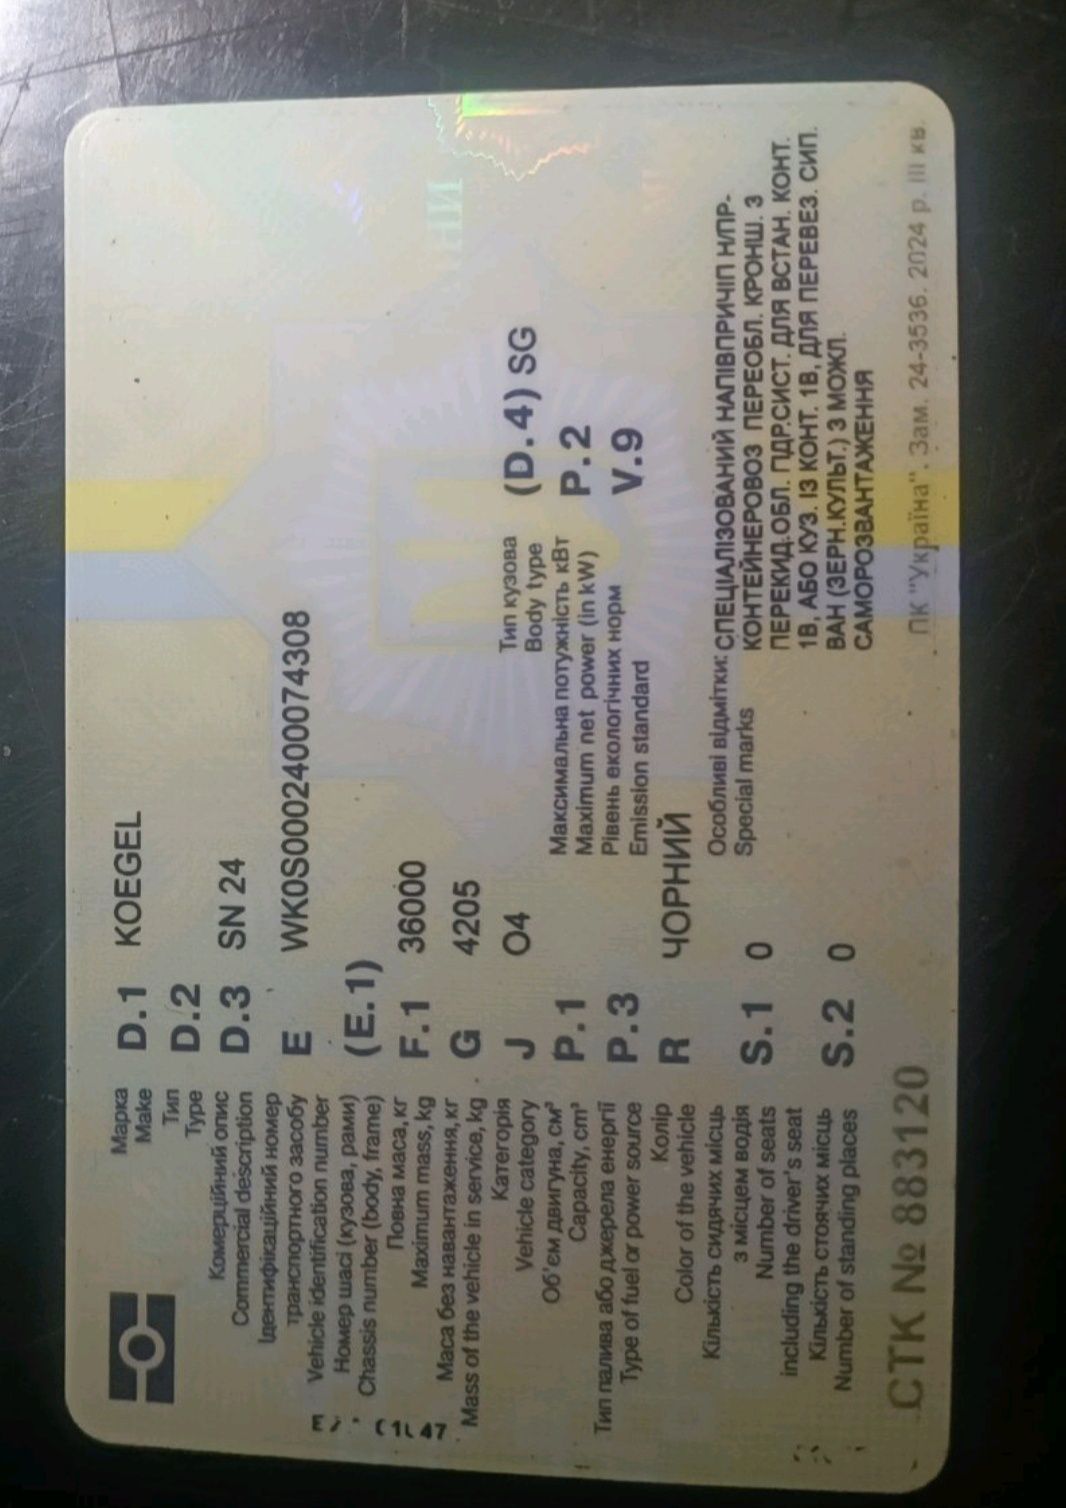 Марка
Make
D.1 KOEGEL
Тип
Type
D.2
Комерційний опис
Commercial description
D.3 SN 24
Ідентифікаційний номер
транспортного засобу
Vehicle identification number
E WK0S0002400074308
Номер шасі (кузова, рами)
Chassis number (body, frame)
(E.1)
Повна маса, кг
Maximum mass, kg
F.1 36000
Маса без навантаження, кг
Mass of the vehicle in service, kg
G 4205
Категорія
Vehicle category
J O4
Тип кузова
Body type
(D.4) SG
Об'єм двигуна, см³
Capacity, cm³
P.1
Максимальна потужність кВт
Maximum net power (in kW)
P.2
Тип палива або джерела енергії
Type of fuel or power source
P.3
Рівень екологічних норм
Emission standard
V.9
Колір
Color of the vehicle
R ЧОРНИЙ
Кількість сидячих місць
з місцем водія
Number of seats
including the driver's seat
S.1 0
Кількість стоячих місць
Number of standing places
S.2 0
Особливі відмітки: СПЕЦІАЛІЗОВАНИЙ НАПІВПРИЧІП Н/ПР-
Special marks КОНТЕЙНЕРОВОЗ ПЕРЕОБЛ. КРОНШ. З
ПЕРЕКИД.ОБЛ. ПДР.СИСТ. ДЛЯ ВСТАН. КОНТ.
1В, АБО КУЗ. ІЗ КОНТ. 1В, ДЛЯ ПЕРЕВЕЗ. СИП.
ВАН (ЗЕРН.КУЛЬТ.) З МОЖЛ.
САМОРОЗВАНТАЖЕННЯ
СТК № 883120
ПК "Україна". Зам. 24-3536. 2024 р. III кв.